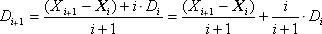 D_{i+1} = \frac{(X_{i+1} - X_i) + i \cdot D_i}{i+1} = \frac{(X_{i+1} - X_i)}{i+1} + \frac{i}{i+1} \cdot D_i